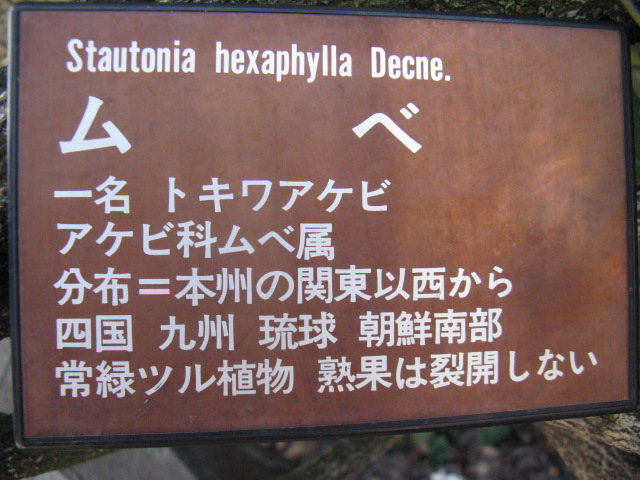 Stautonia hexaphylla Decne.
ムベ
一名 トキワアケビ
アケビ科ムベ属
分布＝本州の関東以西から
四国 九州 琉球 朝鮮南部
常緑ツル植物 熟果は裂開しない